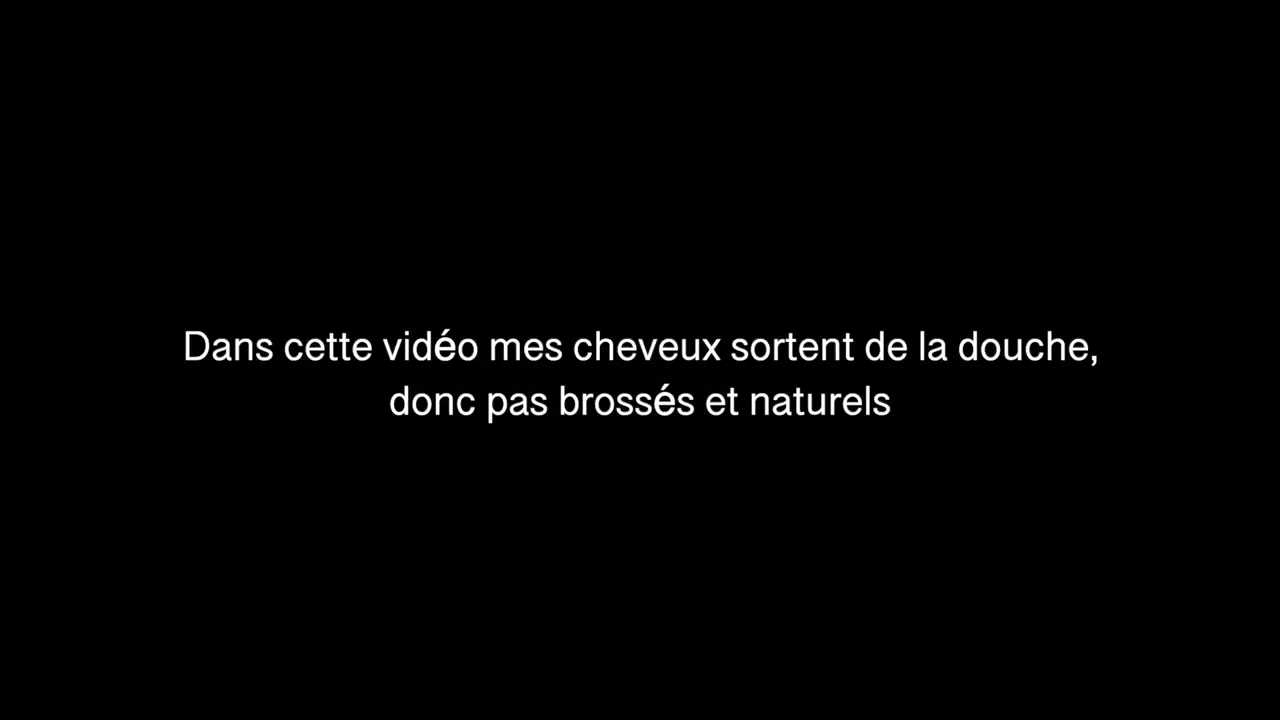 Dans cette vidéo mes cheveux sortent de la douche,
donc pas brossés et naturels